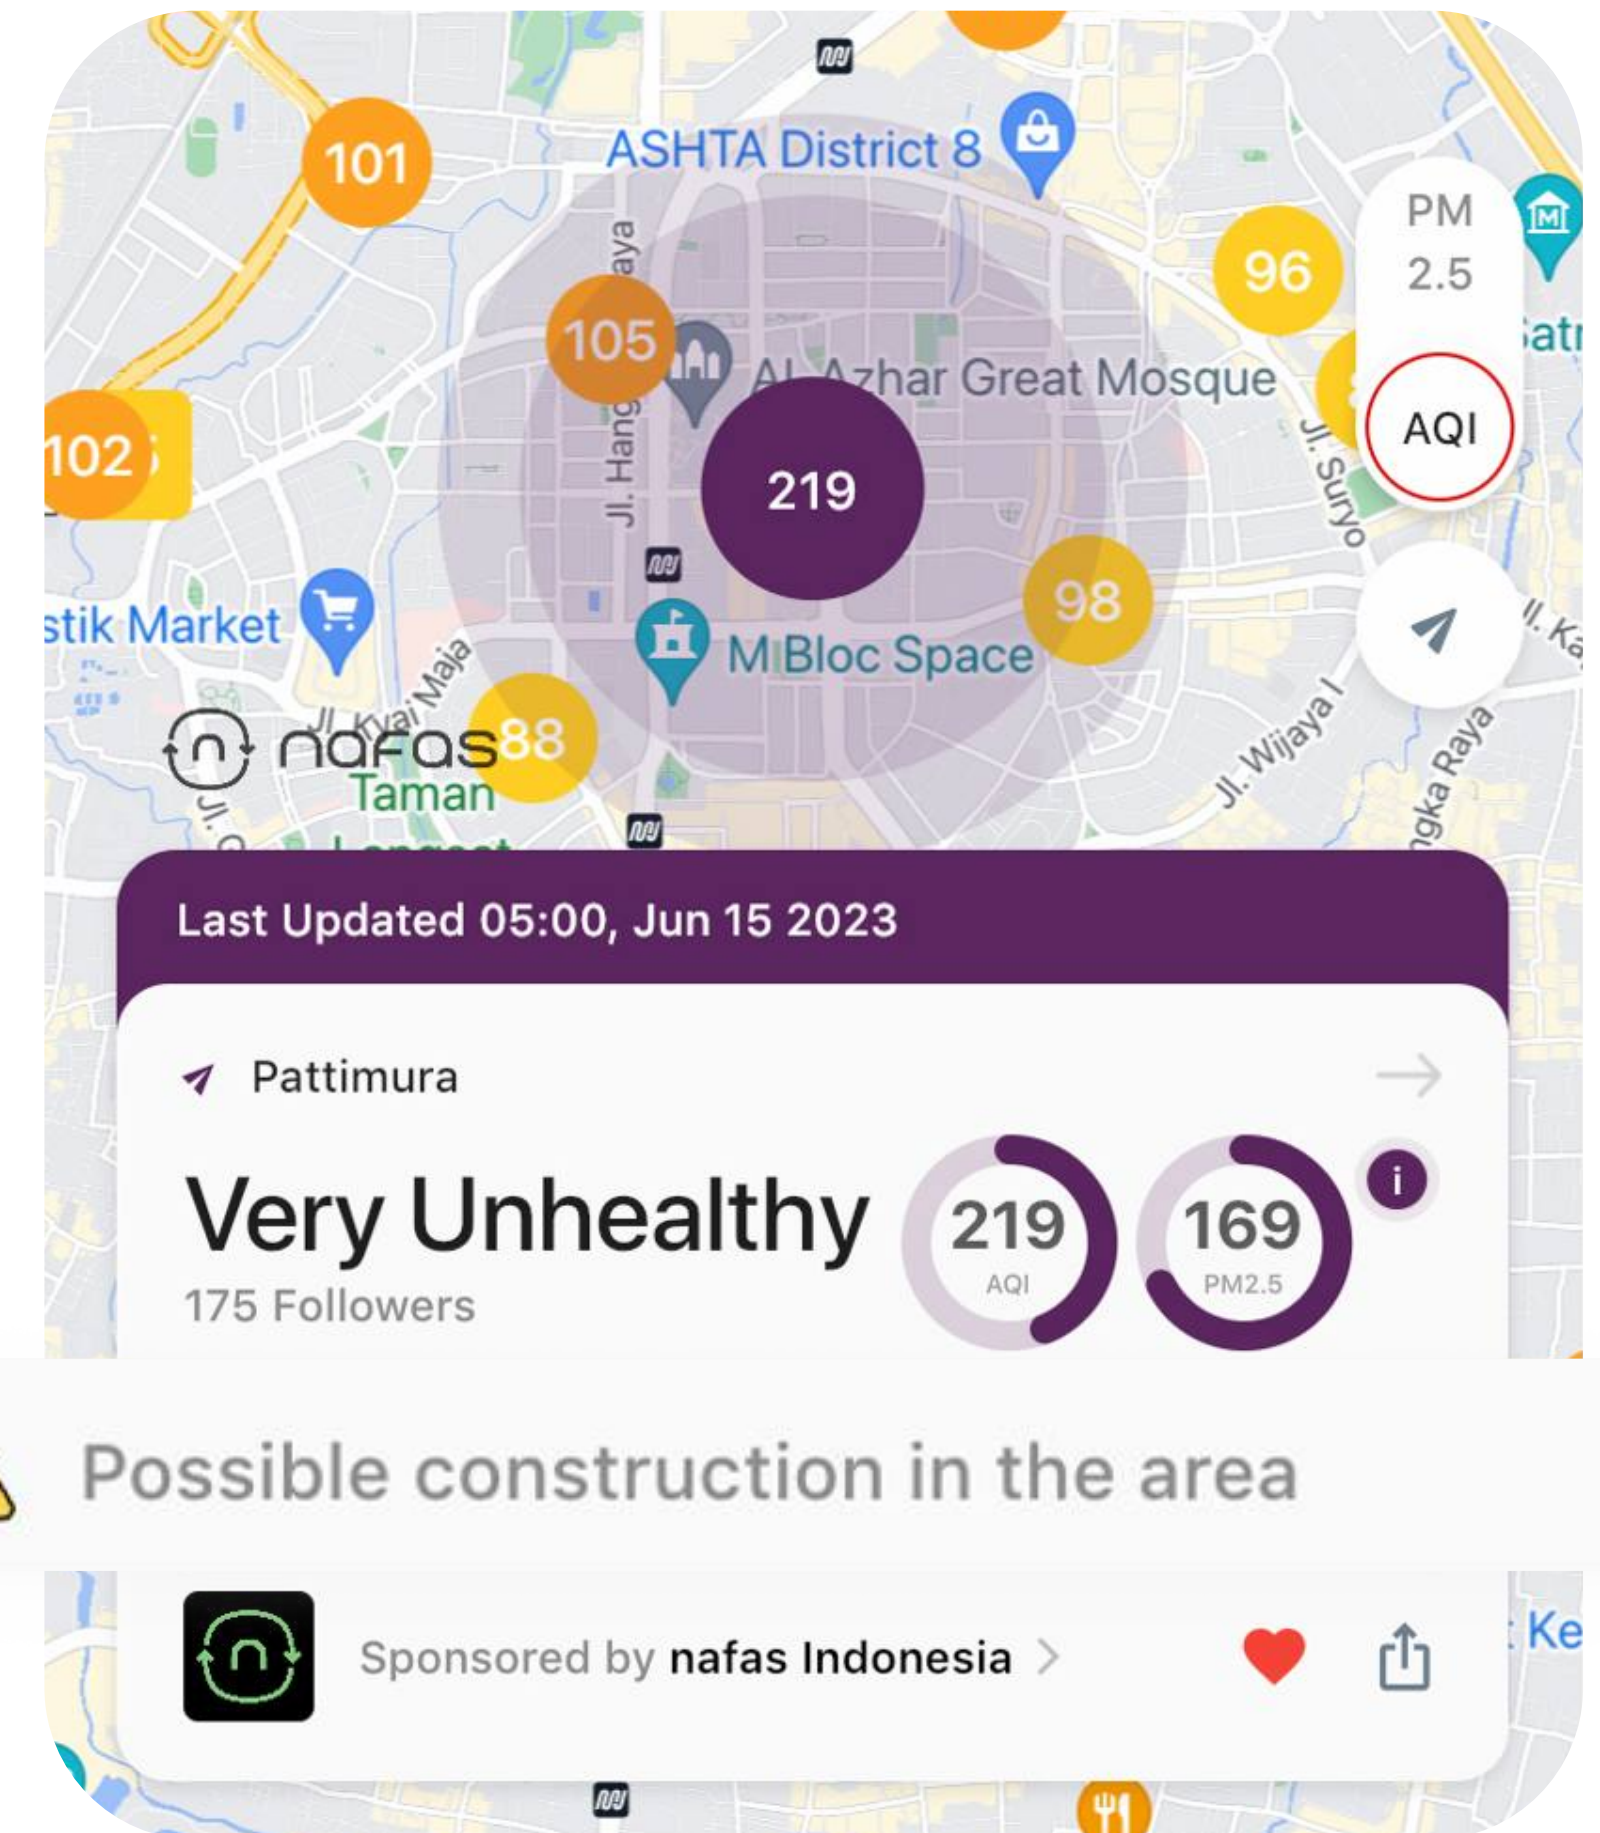 101
ASHTA District 8
PM
2.5
96
105
Al-Azhar Great Mosque
AQI
102
219
Jl. Suryo
98
stik Market
M Bloc Space
88
nafas
Taman
Jl. Wijaya I
Last Updated 05:00, Jun 15 2023
Pattimura
Very Unhealthy
219
AQI
169
PM2.5
i
175 Followers
Possible construction in the area
Sponsored by nafas Indonesia
Ke